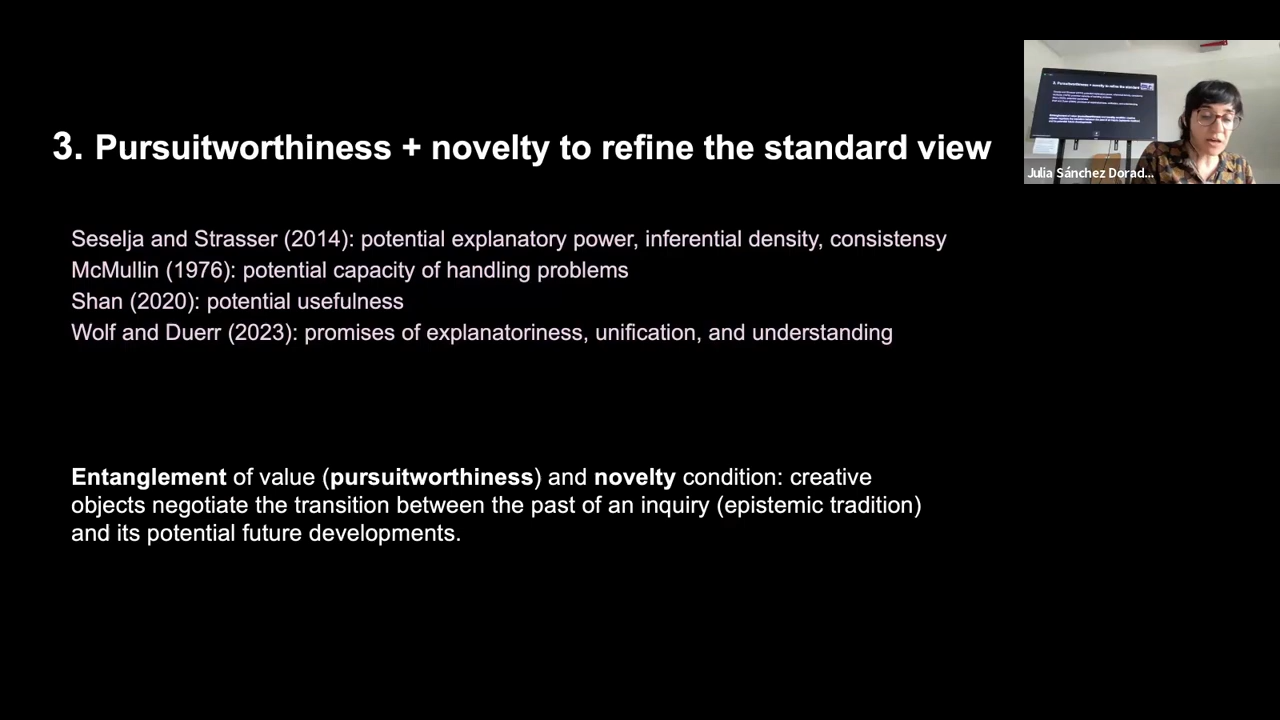 3. Pursuitworthiness + novelty to refine the standard view
Julia Sánchez Dorad...
Seselja and Strasser (2014): potential explanatory power, inferential density, consistensy
McMullin (1976): potential capacity of handling problems
Shan (2020): potential usefulness
Wolf and Duerr (2023): promises of explanatoriness, unification, and understanding
Entanglement of value (pursuitworthiness) and novelty condition: creative
objects negotiate the transition between the past of an inquiry (epistemic tradition)
and its potential future developments.